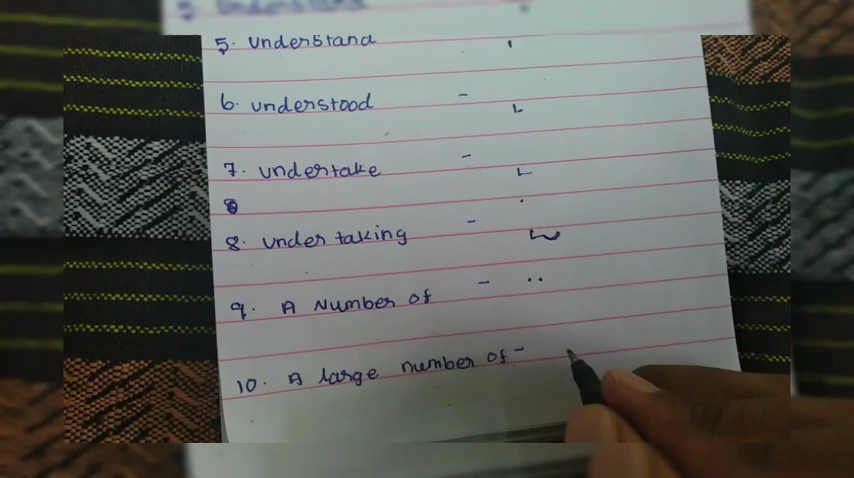 5. understand
6. understood -
7. undertake -
8
8. under taking -
9. A Number of -
10. A large number of -